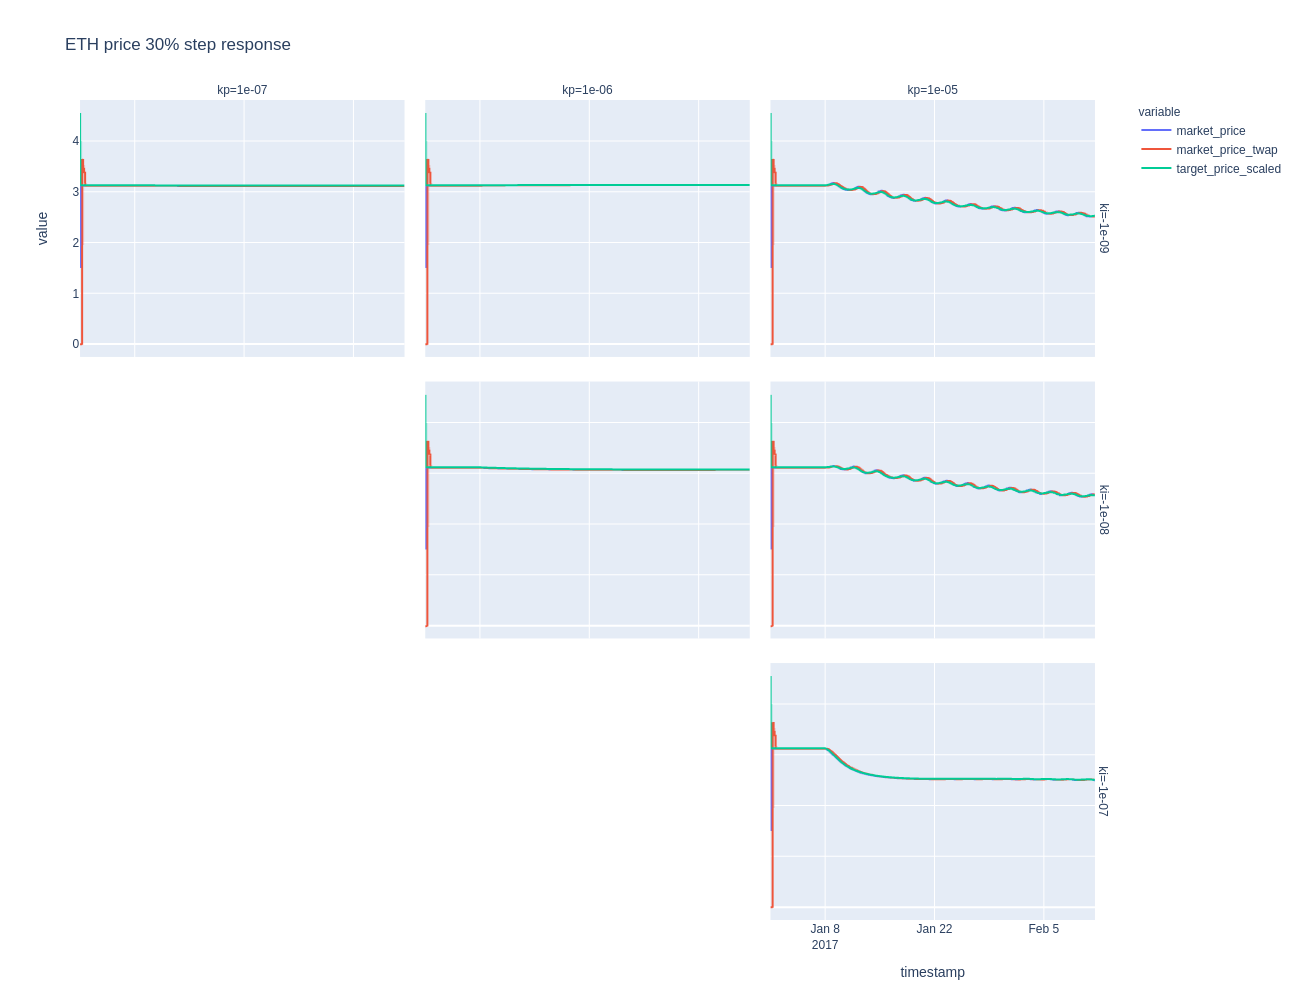 ETH price 30% step response
kp=1e-07
kp=1e-06
kp=1e-05
variable
market_price
market_price_twap
target_price_scaled
value
4
3
2
1
0
ki=-1e-09
ki=-1e-08
ki=-1e-07
Jan 8
2017
Jan 22
Feb 5
timestamp